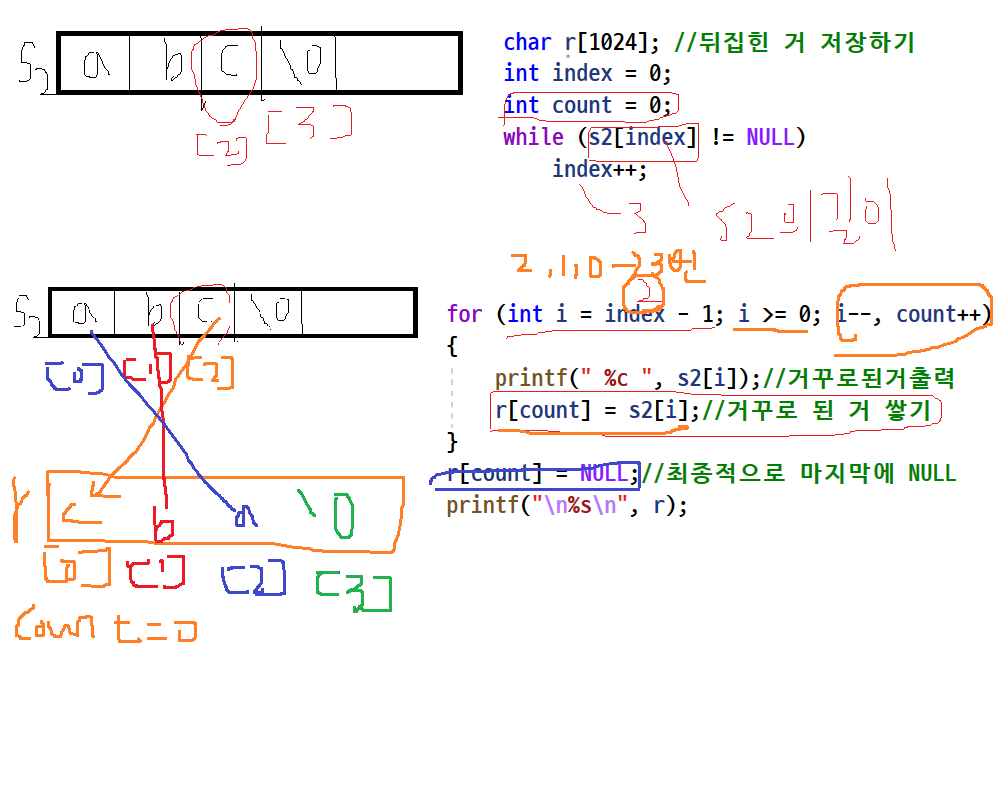 S2 a b c \0
[2] [3]
char r[1024]; //뒤집힌 거 저장하기
int index = 0;
int count = 0;
while (s2[index] != NULL)
index++;
3 s2의 길이
2,1,0 → 3번
3
S2 a b c \0
[0] [1] [2]
for (int i = index - 1; i >= 0; i--, count++)
{
printf(" %c ", s2[i]);//거꾸로된거출력
r[count] = s2[i];//거꾸로 된 거 쌓기
}
r[count] = NULL;//최종적으로 마지막에 NULL
printf("\n%s\n", r);
r c b a \0
[0] [1] [2] [3]
count=0